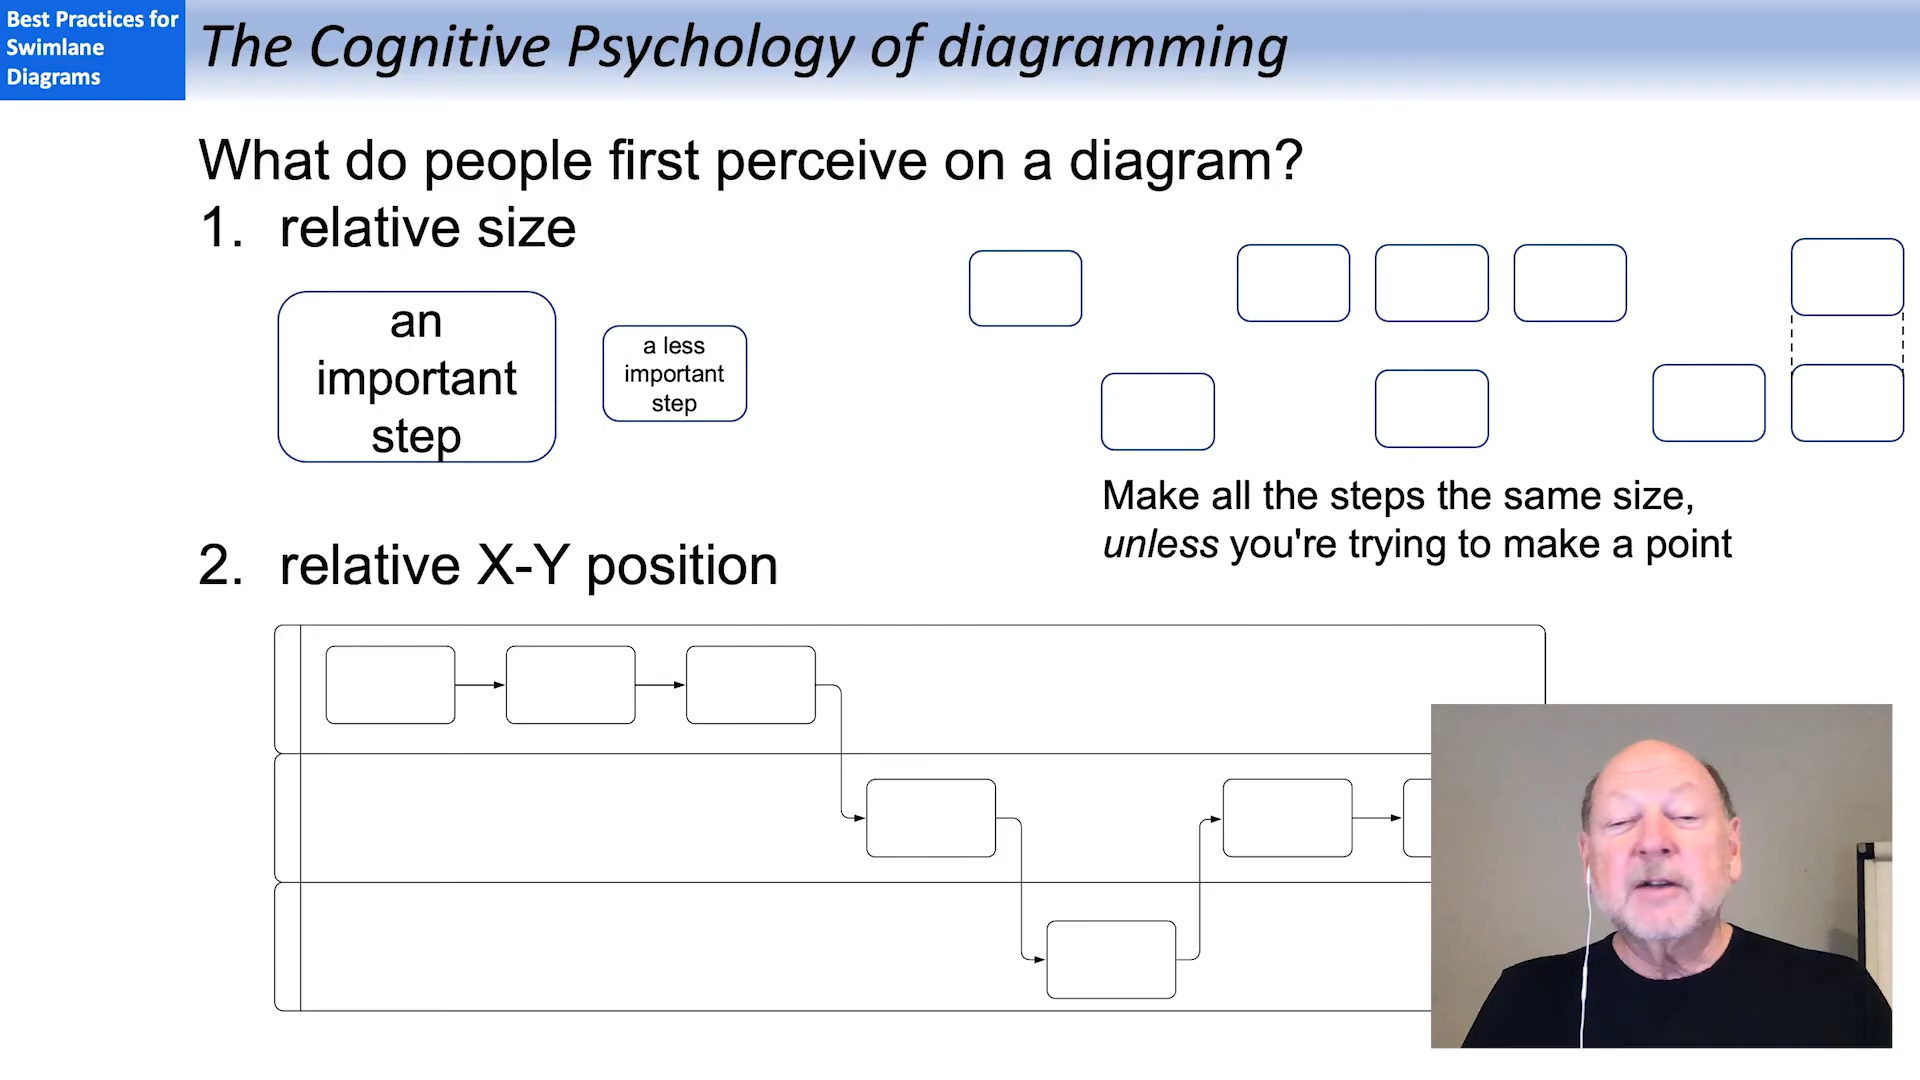 Best Practices for
Swimlane
Diagrams
The Cognitive Psychology of diagramming
What do people first perceive on a diagram?
1. relative size
an
important
step
a less
important
step
Make all the steps the same size,
unless you're trying to make a point
2. relative X-Y position